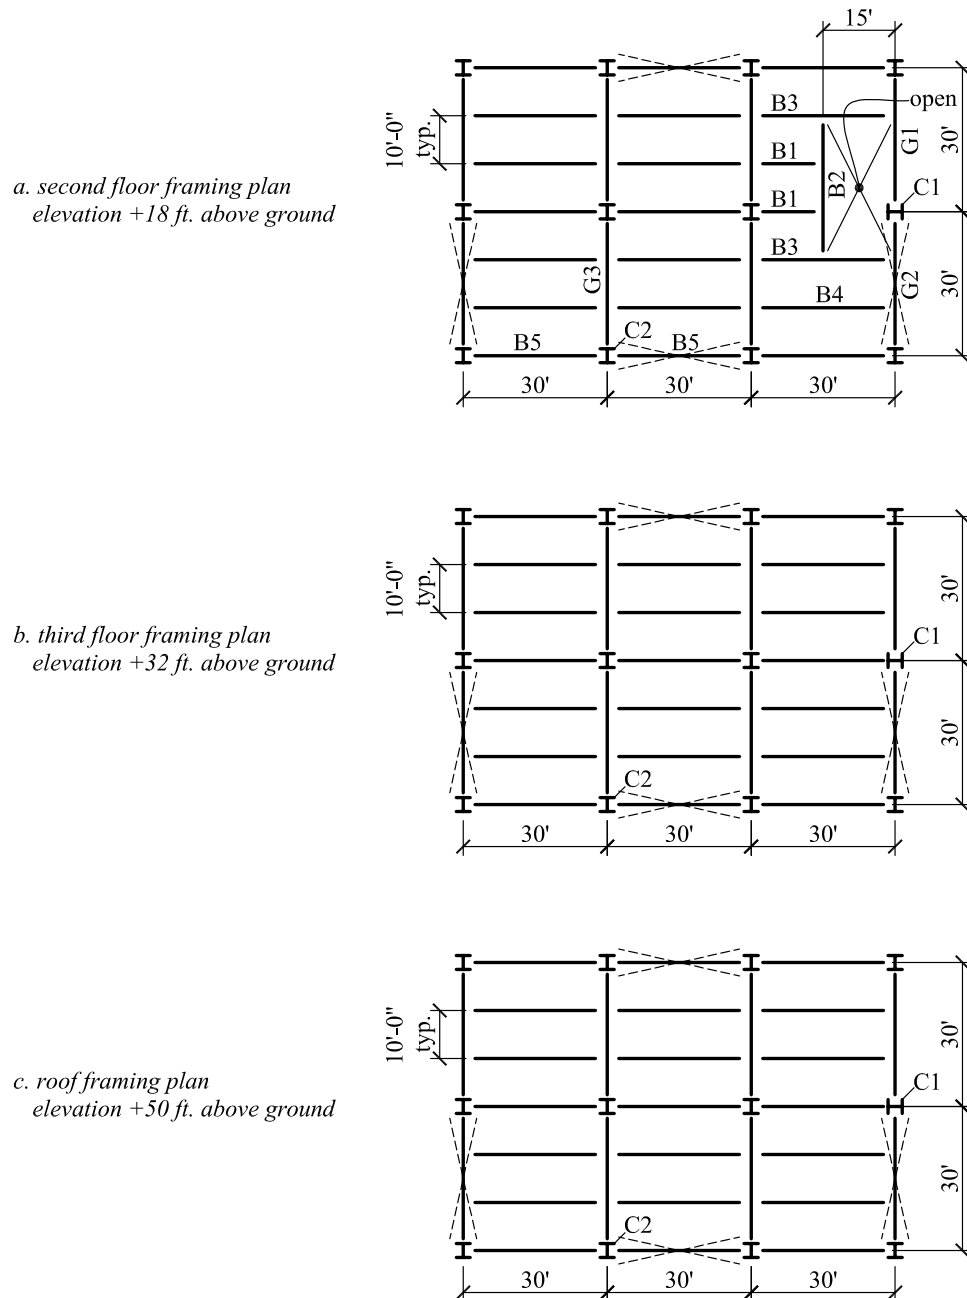 15'
B3
open
10'-0"
typ.
B1
B2
G1
30'
a. second floor framing plan
elevation +18 ft. above ground
B1
C1
B3
G3
G2
30'
B4
C2
B5
B5
30'
30'
30'
10'-0"
typ.
30'
b. third floor framing plan
elevation +32 ft. above ground
C1
30'
C2
30'
30'
30'
10'-0"
typ.
30'
c. roof framing plan
elevation +50 ft. above ground
C1
30'
C2
30'
30'
30'